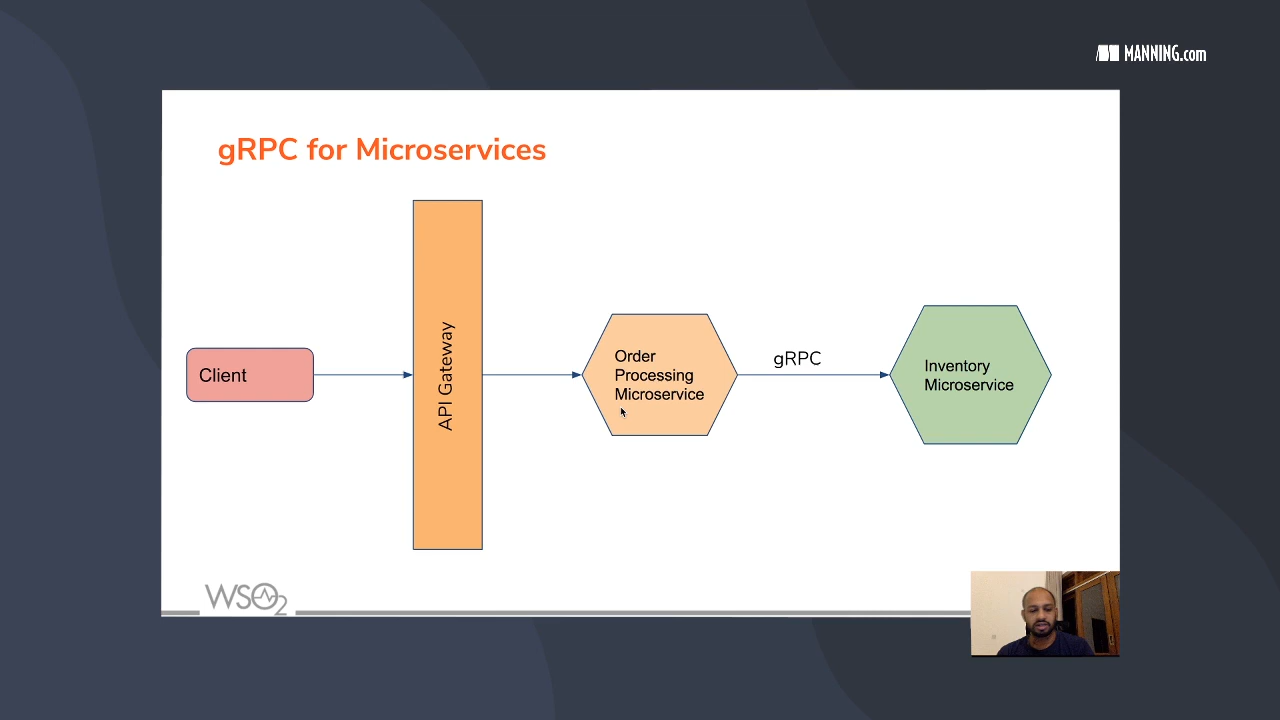 MANNING.com
gRPC for Microservices
Client
API Gateway
Order
Processing
Microservice
gRPC
Inventory
Microservice
WSO2